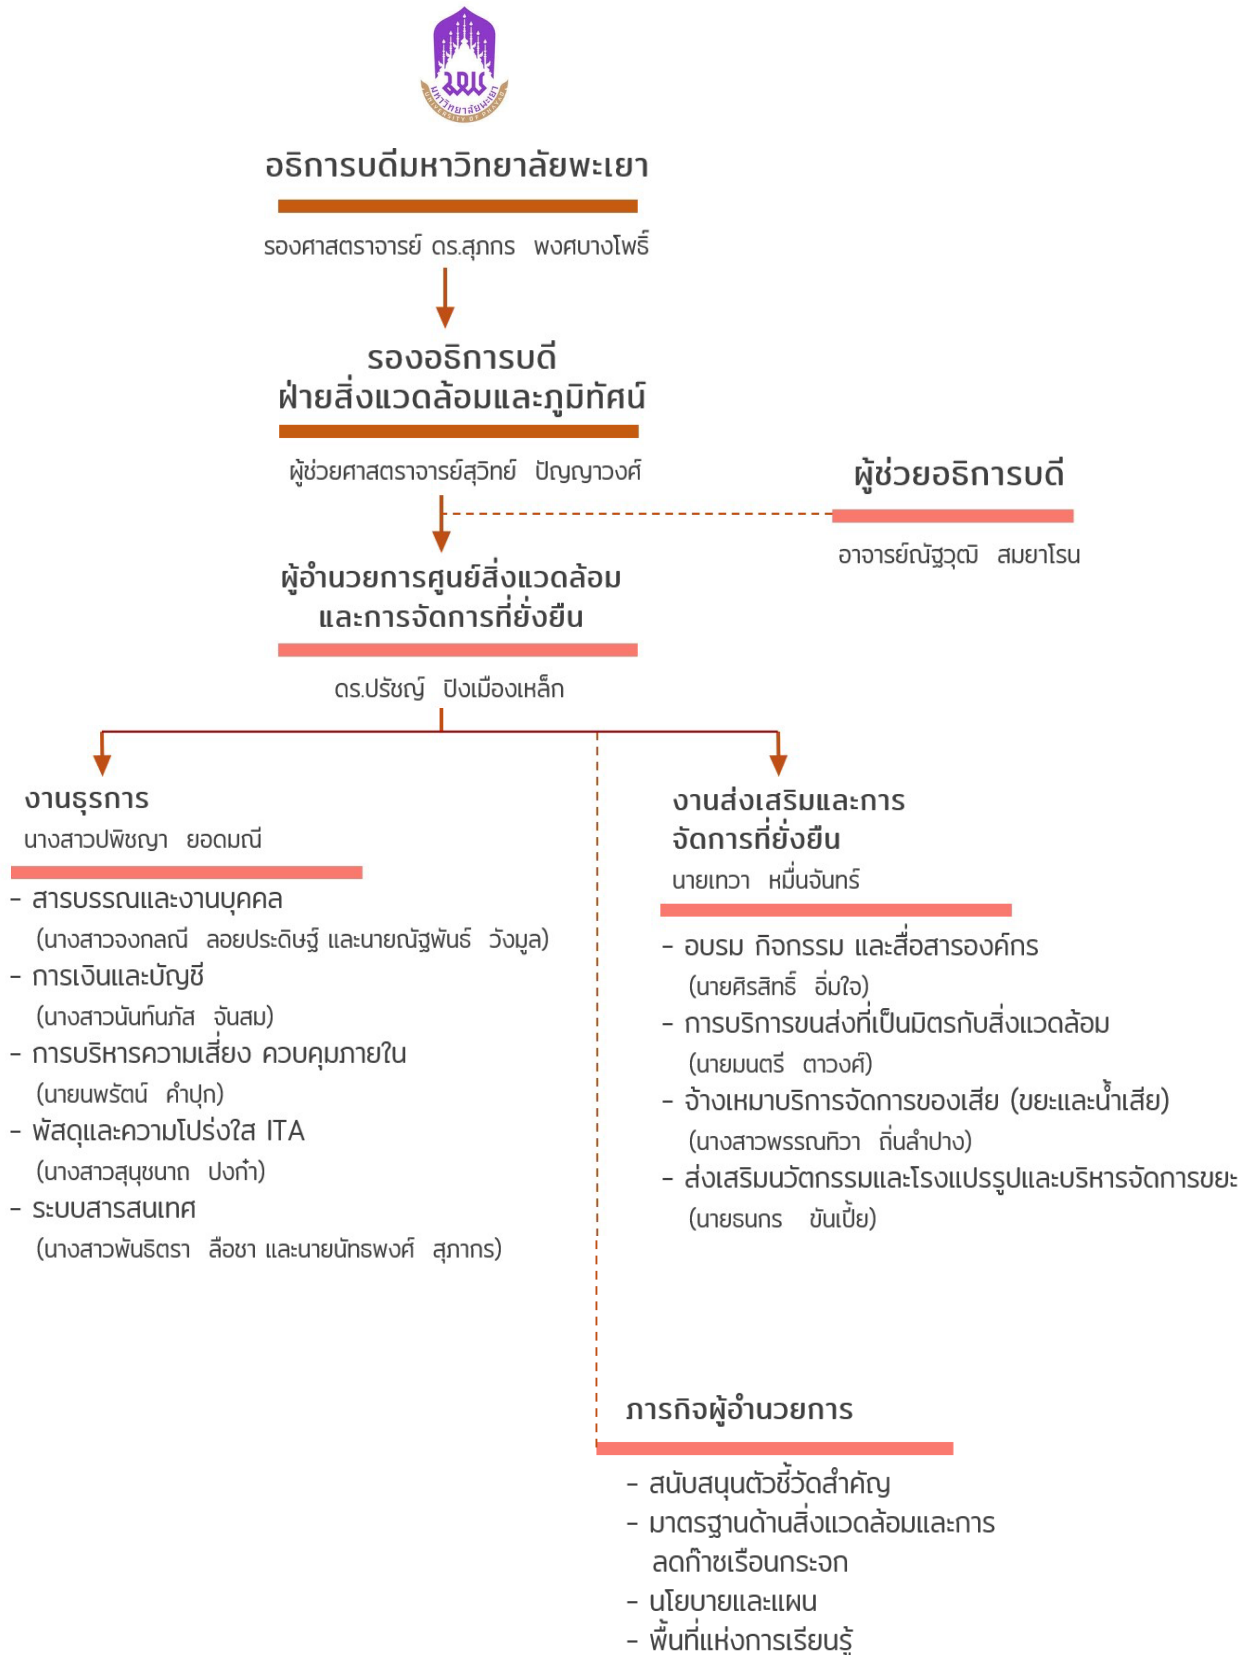 มหาวิทยาลัยพะเยา
UNIVERSITY OF PHAYAO
อธิการบดีมหาวิทยาลัยพะเยา
รองศาสตราจารย์ ดร.สุภกร พงศบางโพธิ์
รองอธิการบดี
ฝ่ายสิ่งแวดล้อมและภูมิทัศน์
ผู้ช่วยศาสตราจารย์สุวิทย์ ปัญญาวงศ์
ผู้ช่วยอธิการบดี
อาจารย์ณัฐวุฒิ สมยาโรน
ผู้อำนวยการศูนย์สิ่งแวดล้อม
และการจัดการที่ยั่งยืน
ดร.ปรัชญ์ ปิงเมืองเหล็ก
งานธุรการ
นางสาวปพิชญา ยอดมณี
- สารบรรณและงานบุคคล
(นางสาวจงกลณี ลอยประดิษฐ์ และนายณัฐพันธ์ วังมูล)
- การเงินและบัญชี
(นางสาวนันท์นภัส จันสม)
- การบริหารความเสี่ยง ควบคุมภายใน
(นายนพรัตน์ คำปุก)
- พัสดุและความโปร่งใส ITA
(นางสาวสุนุชนาถ ปงก๋า)
- ระบบสารสนเทศ
(นางสาวพันธิตรา ลือชา และนายนัทธพงศ์ สุภากร)
งานส่งเสริมและการ
จัดการที่ยั่งยืน
นายเทวา หมื่นจันทร์
- อบรม กิจกรรม และสื่อสารองค์กร
(นายศิรสิทธิ์ อิ่มใจ)
- การบริการขนส่งที่เป็นมิตรกับสิ่งแวดล้อม
(นายมนตรี ตาวงศ์)
- จ้างเหมาบริการจัดการของเสีย (ขยะและน้ำเสีย)
(นางสาวพรรณทิวา ถิ่นลำปาง)
- ส่งเสริมนวัตกรรมและโรงแปรรูปและบริหารจัดการขยะ
(นายธนกร ขันเปี้ย)
ภารกิจผู้อำนวยการ
- สนับสนุนตัวชี้วัดสำคัญ
- มาตรฐานด้านสิ่งแวดล้อมและการ
ลดก๊าซเรือนกระจก
- นโยบายและแผน
- พื้นที่แห่งการเรียนรู้